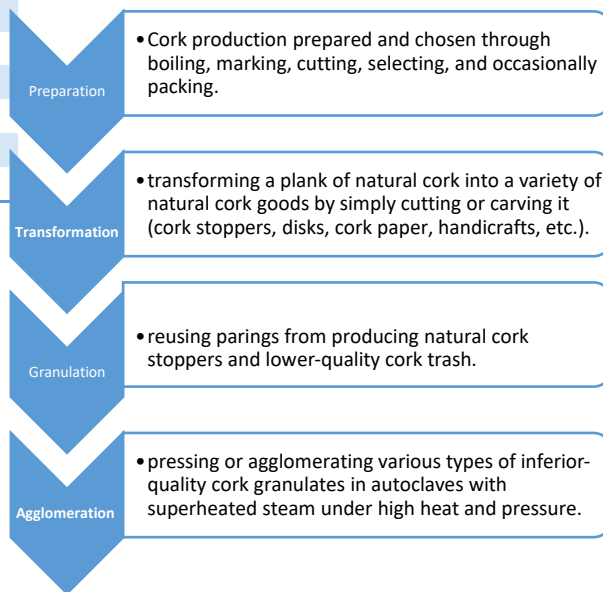 Preparation
•Cork production prepared and chosen through
boiling, marking, cutting, selecting, and occasionally
packing.
Transformation
•transforming a plank of natural cork into a variety of
natural cork goods by simply cutting or carving it
(cork stoppers, disks, cork paper, handicrafts, etc.).
Granulation
•reusing parings from producing natural cork
stoppers and lower-quality cork trash.
Agglomeration
•pressing or agglomerating various types of inferior-
quality cork granulates in autoclaves with
superheated steam under high heat and pressure.